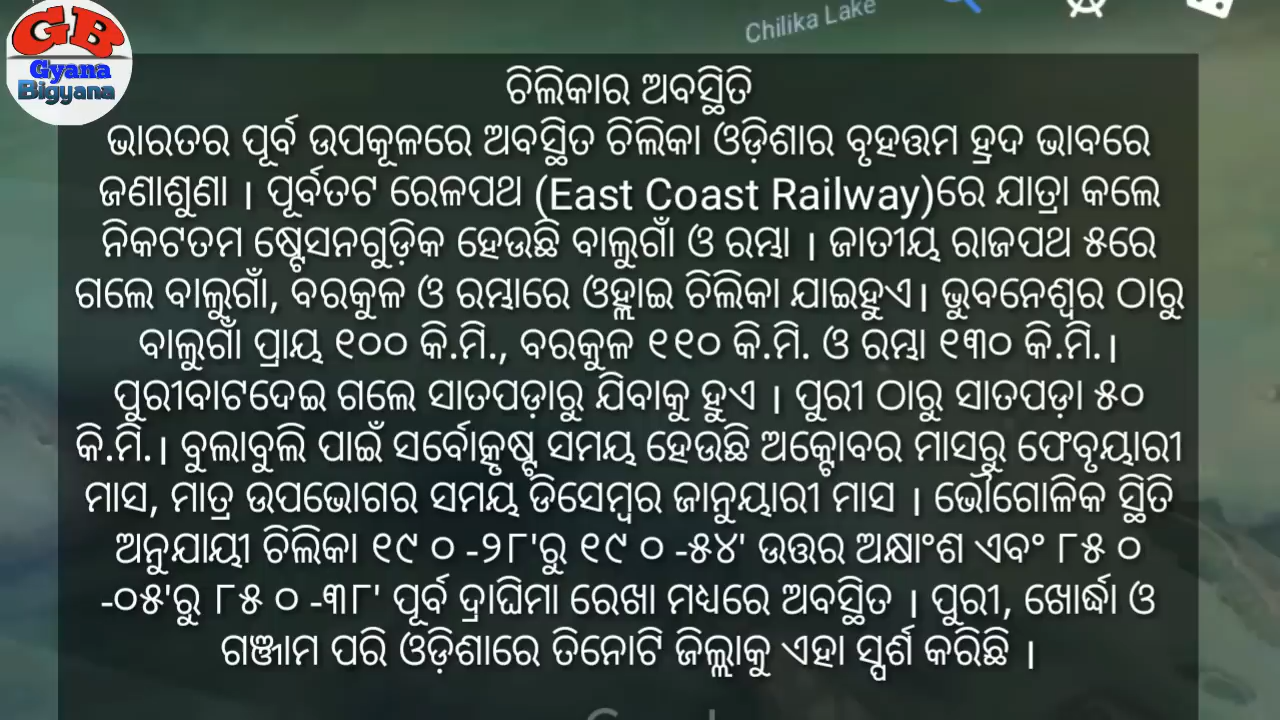 GB
Gyana
Bigyana
Chilika Lake
ଚିଲିକାର ଅବସ୍ଥିତି
ଭାରତର ପୂର୍ବ ଉପକୂଳରେ ଅବସ୍ଥିତ ଚିଲିକା ଓଡ଼ିଶାର ବୃହତ୍ତମ ହ୍ରଦ ଭାବରେ
ଜଣାଶୁଣା । ପୂର୍ବତଟ ରେଳପଥ (East Coast Railway)ରେ ଯାତ୍ରା କଲେ
ନିକଟତମ ଷ୍ଟେସନଗୁଡ଼ିକ ହେଉଛି ବାଲୁଗାଁ ଓ ରମ୍ଭା । ଜାତୀୟ ରାଜପଥ ୫ରେ
ଗଲେ ବାଲୁଗାଁ, ବରକୁଳ ଓ ରମ୍ଭାରେ ଓହ୍ଲାଇ ଚିଲିକା ଯାଇହୁଏ। ଭୁବନେଶ୍ୱର ଠାରୁ
ବାଲୁଗାଁ ପ୍ରାୟ ୧୦୦ କି.ମି., ବରକୁଳ ୧୧୦ କି.ମି. ଓ ରମ୍ଭା ୧୩୦ କି.ମି.।
ପୁରୀବାଟଦେଇ ଗଲେ ସାତପଡ଼ାରୁ ଯିବାକୁ ହୁଏ । ପୁରୀ ଠାରୁ ସାତପଡ଼ା ୫୦
କି.ମି.। ବୁଲାବୁଲି ପାଇଁ ସର୍ବୋତ୍କୃଷ୍ଟ ସମୟ ହେଉଛି ଅକ୍ଟୋବର ମାସରୁ ଫେବୃୟାରୀ
ମାସ, ମାତ୍ର ଉପଭୋଗର ସମୟ ଡିସେମ୍ବର ଜାନୁୟାରୀ ମାସ । ଭୌଗୋଳିକ ସ୍ଥିତି
ଅନୁଯାୟୀ ଚିଲିକା ୧୯ ୦ -୨୮'ରୁ ୧୯ ୦ -୫୪' ଉତ୍ତର ଅକ୍ଷାଂଶ ଏବଂ ୮୫ ୦
-୦୫'ରୁ ୮୫ ୦ -୩୮' ପୂର୍ବ ଦ୍ରାଘିମା ରେଖା ମଧ୍ୟରେ ଅବସ୍ଥିତ । ପୁରୀ, ଖୋର୍ଦ୍ଧା ଓ
ଗଞ୍ଜାମ ପରି ଓଡ଼ିଶାରେ ତିନୋଟି ଜିଲ୍ଲାକୁ ଏହା ସ୍ପର୍ଶ କରିଛି ।